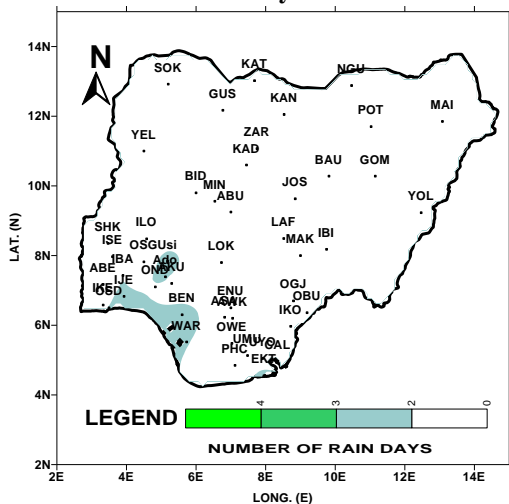 14N
12N
10N
8N
6N
4N
2N
LAT. (N)
N
SOK
KAT
NGU
GUS
KAN
POT
MAI
YEL
ZAR
KAD
BID
MIN
ABU
BAU
GOM
JOS
YOL
SHK
ISE
ILO
LAF
MAK
IBI
OSG
Usi
LOK
IBA
Ado
ABE
OND
AKU
IJE
IKE
OSD
BEN
ENU
AWK
OGJ
OBU
IKO
WAR
OWE
UMU
UYO
CAL
PHC
EKT
LEGEND
4
3
2
0
NUMBER OF RAIN DAYS
2E 4E 6E 8E 10E 12E 14E
LONG. (E)